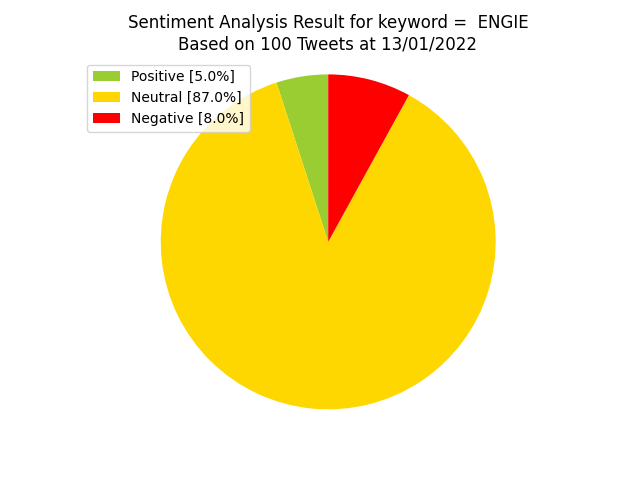 Sentiment Analysis Result for keyword =  ENGIE
Based on 100 Tweets at 13/01/2022
Positive [5.0%]
Neutral [87.0%]
Negative [8.0%]